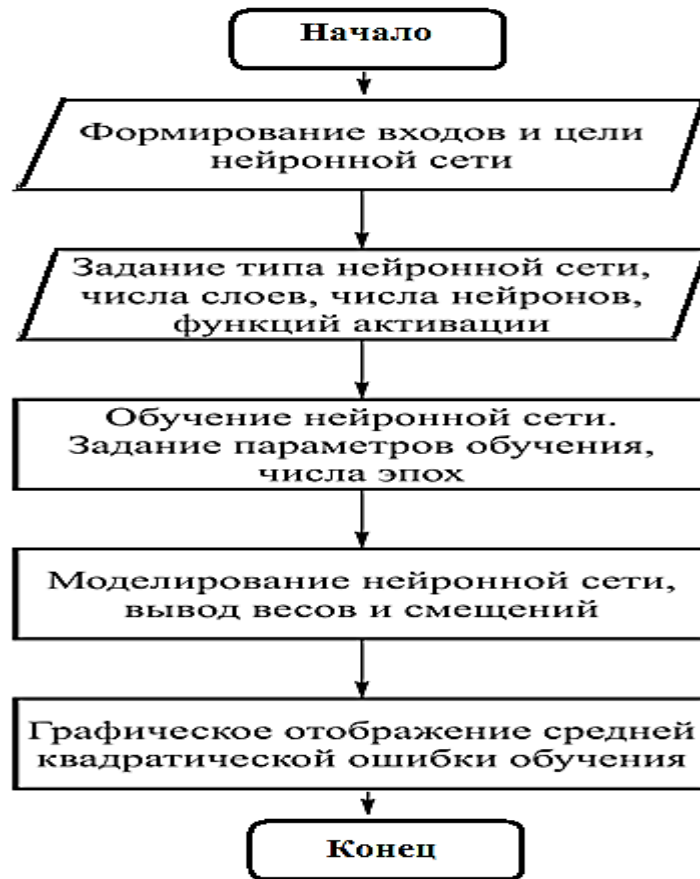 Начало
Формирование входов и цели
нейронной сети
Задание типа нейронной сети,
числа слоев, числа нейронов,
функций активации
Обучение нейронной сети.
Задание параметров обучения,
числа эпох
Моделирование нейронной сети,
вывод весов и смещений
Графическое отображение средней
квадратической ошибки обучения
Конец